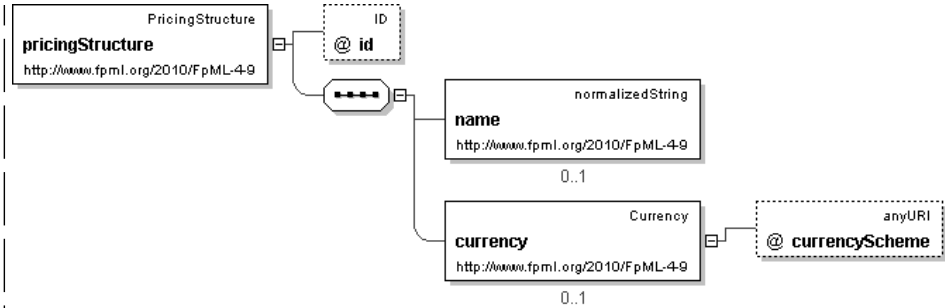 PricingStructure
pricingStructure
http://www.fpml.org/2010/FpML-4-9
ID
@ id
normalizedString
name
http://www.fpml.org/2010/FpML-4-9
0..1
Currency
currency
http://www.fpml.org/2010/FpML-4-9
0..1
anyURI
@ currencyScheme